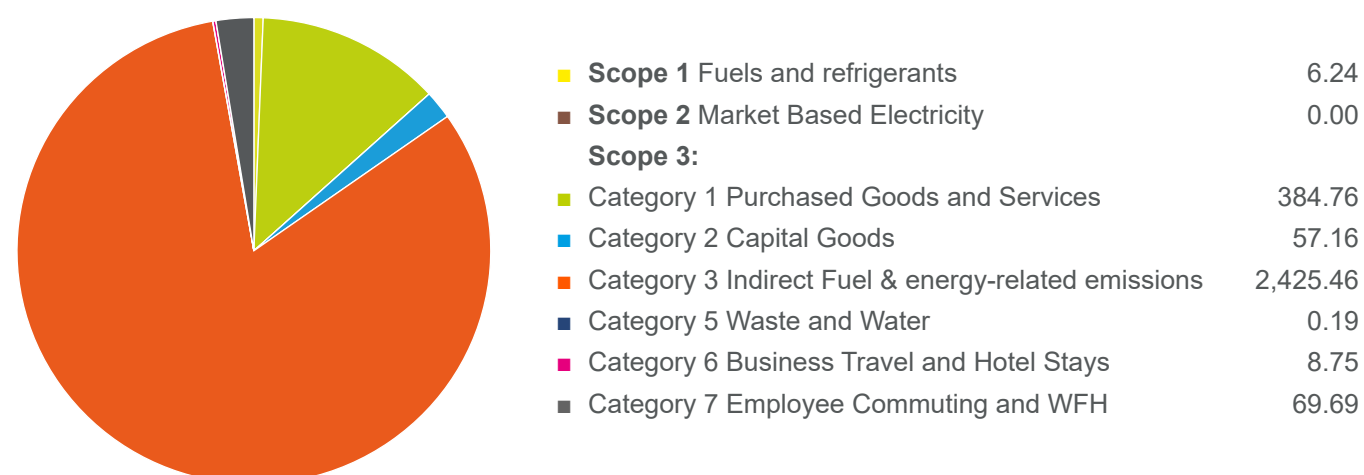 Scope 1 Fuels and refrigerants 6.24
Scope 2 Market Based Electricity 0.00
Scope 3:
Category 1 Purchased Goods and Services 384.76
Category 2 Capital Goods 57.16
Category 3 Indirect Fuel & energy-related emissions 2,425.46
Category 5 Waste and Water 0.19
Category 6 Business Travel and Hotel Stays 8.75
Category 7 Employee Commuting and WFH 69.69